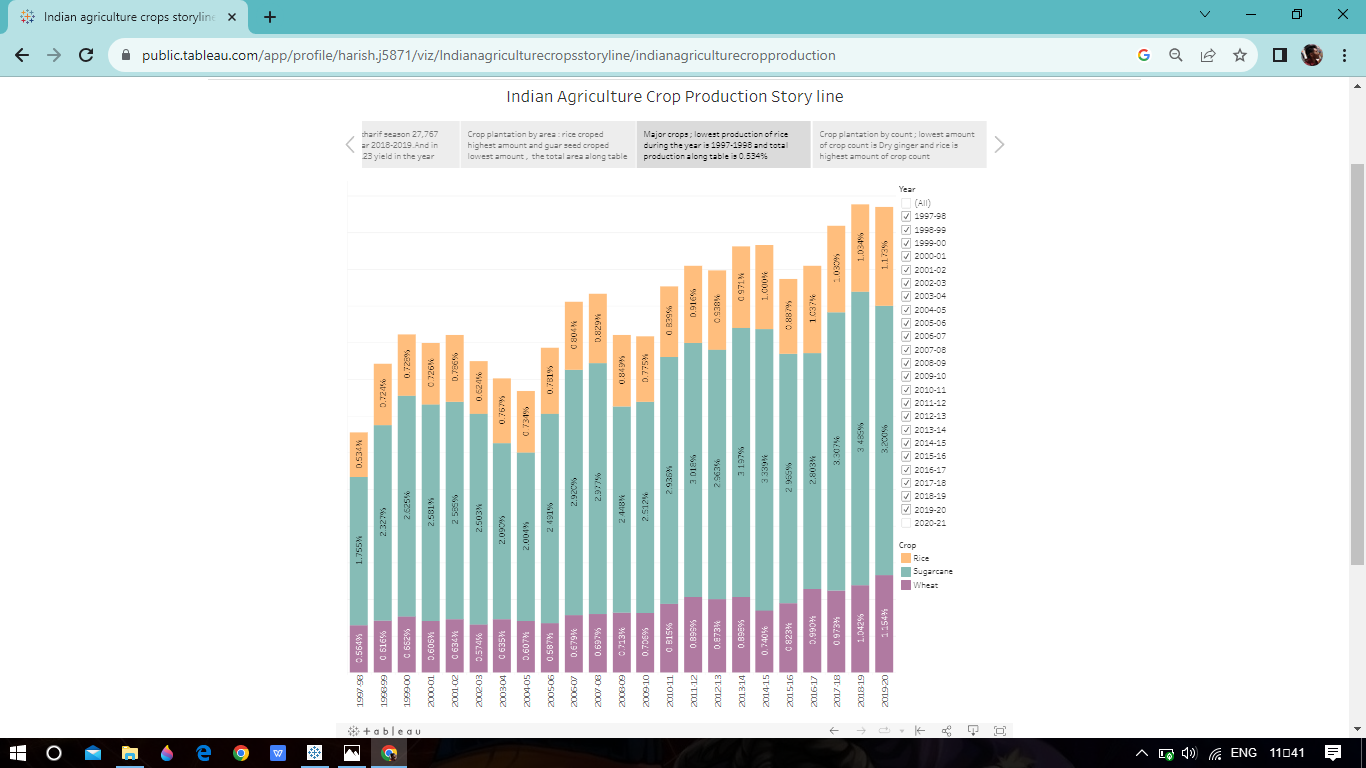 Indian agriculture crops storyline
public.tableau.com/app/profile/harish.j5871/viz/Indianagriculturecropsstoryline/indianagriculturecropproduction
Indian Agriculture Crop Production Story line
harif season 27,767
ar 2018-2019.And in
23 yield in the year
Crop plantation by area : rice croped
highest amount and guar seed croped
lowest amount , the total area along table
Major crops ; lowest production of rice
during the year is 1997-1998 and total
production along table is 0.534%
Crop plantation by count ; lowest amount
of crop count is Dry ginger and rice is
highest amount of crop count
0.534% 0.724% 0.728% 0.726% 0.786% 0.624% 0.767% 0.734% 0.781% 0.804% 0.829% 0.849% 0.775% 0.839% 0.916% 0.938% 0.971% 1.000% 0.887% 1.037% 1.030% 1.034% 1.173%
1.755% 2.327% 2.625% 2.581% 2.585% 2.503% 2.090% 2.004% 2.491% 2.920% 2.977% 2.448% 2.512% 2.936% 3.018% 2.963% 3.197% 3.339% 2.965% 2.803% 3.307% 3.485% 3.200%
0.564% 0.616% 0.662% 0.606% 0.634% 0.574% 0.635% 0.607% 0.587% 0.679% 0.697% 0.713% 0.706% 0.815% 0.899% 0.873% 0.898% 0.740% 0.823% 0.990% 0.973% 1.042% 1.154%
1997-98 1998-99 1999-00 2000-01 2001-02 2002-03 2003-04 2004-05 2005-06 2006-07 2007-08 2008-09 2009-10 2010-11 2011-12 2012-13 2013-14 2014-15 2015-16 2016-17 2017-18 2018-19 2019-20
Year
(All)
1997-98
1998-99
1999-00
2000-01
2001-02
2002-03
2003-04
2004-05
2005-06
2006-07
2007-08
2008-09
2009-10
2010-11
2011-12
2012-13
2013-14
2014-15
2015-16
2016-17
2017-18
2018-19
2019-20
2020-21
Crop
Rice
Sugarcane
Wheat
+ a b l e a u
ENG 11:41